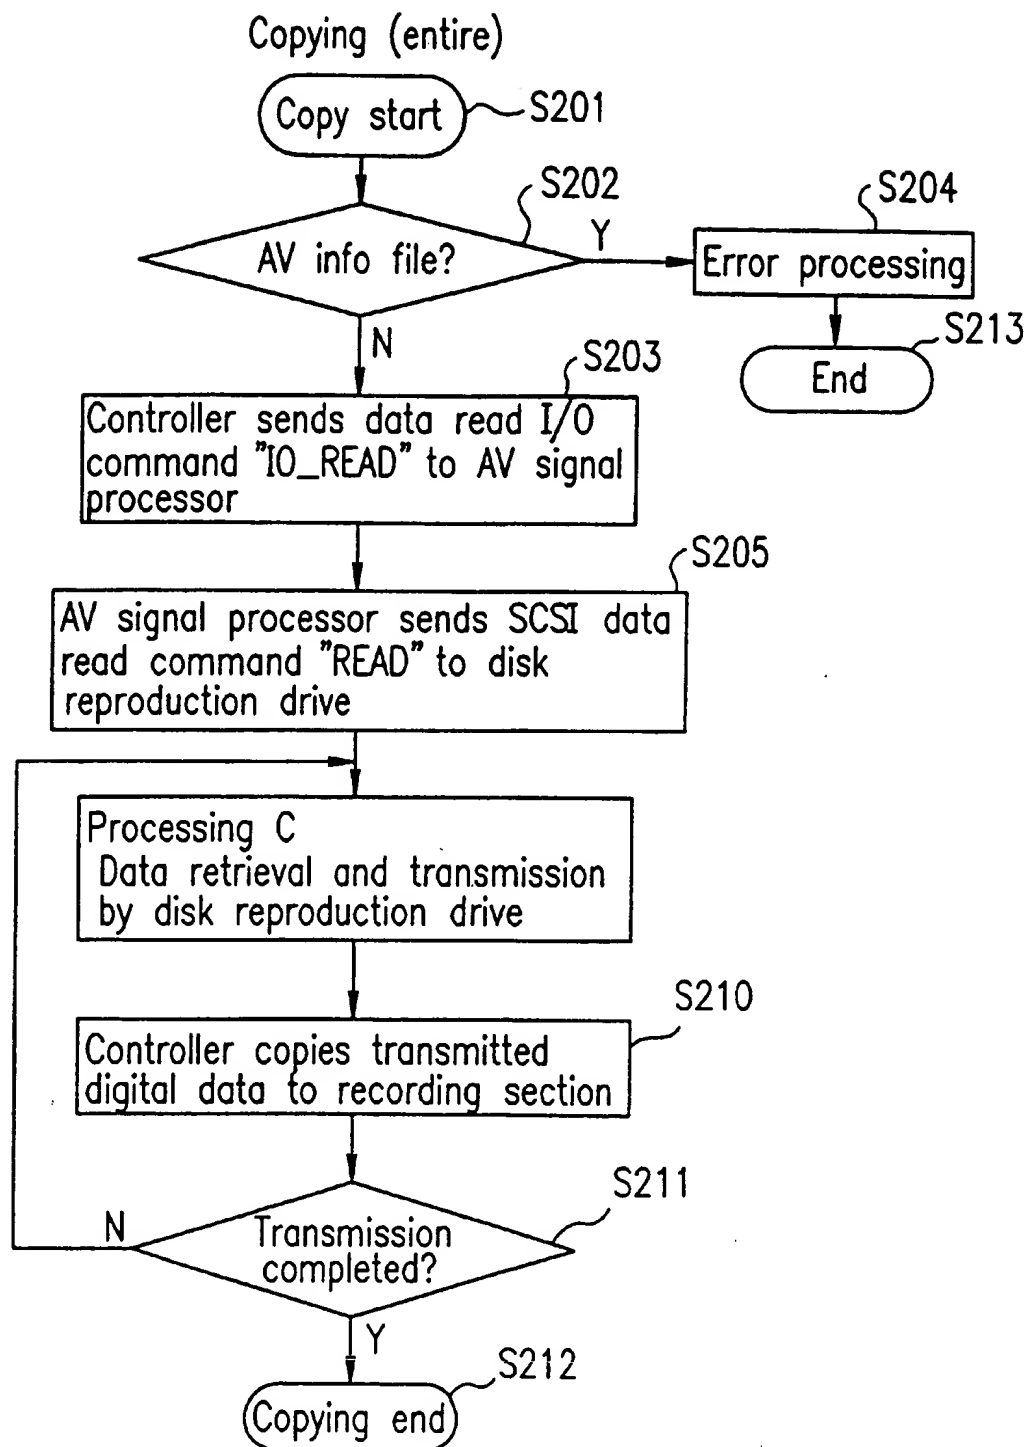 Copying (entire)
Copy start
S201
S202
AV info file?
Y
S204
Error processing
S213
End
N
S203
Controller sends data read I/O
command "IO_READ" to AV signal
processor
S205
AV signal processor sends SCSI data
read command "READ" to disk
reproduction drive
Processing C
Data retrieval and transmission
by disk reproduction drive
S210
Controller copies transmitted
digital data to recording section
S211
N
Transmission
completed?
Y
S212
Copying end